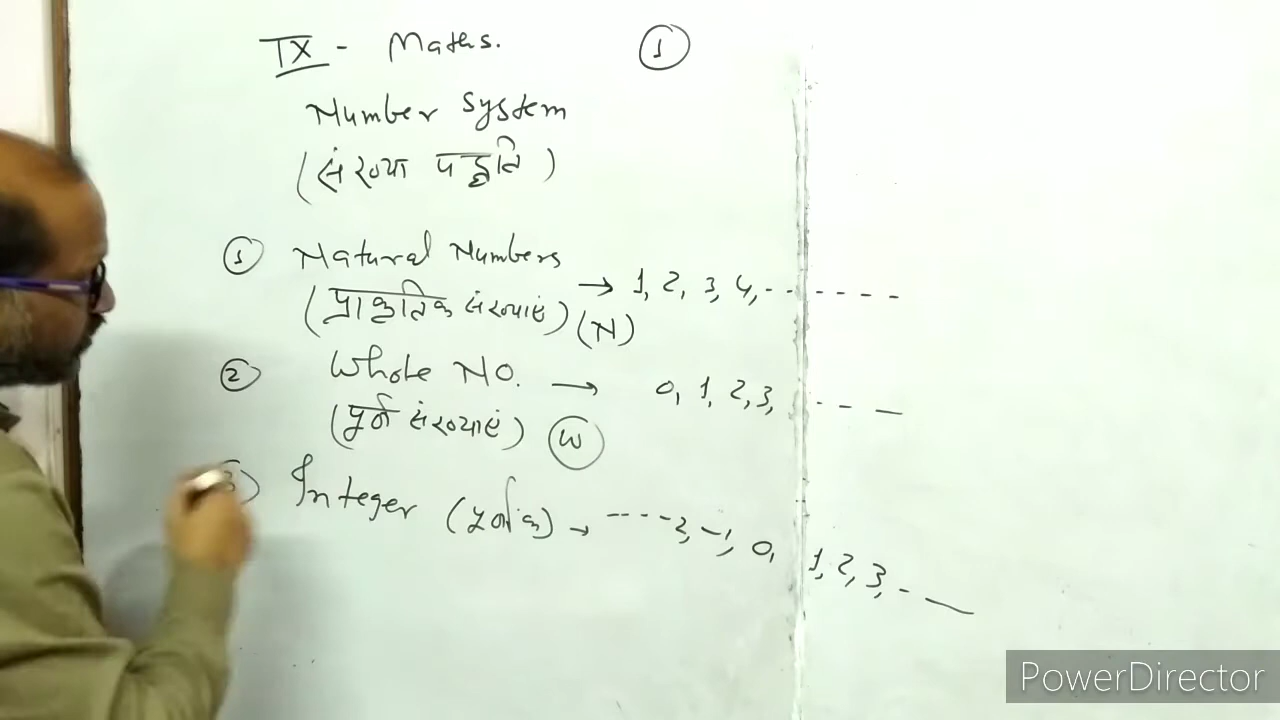 IX - Maths. 1
Number System
(संख्या पद्धति)
1 Natural Numbers → 1, 2, 3, 4, - - - - - - -
(प्राकृतिक संख्याएं) (N)
2 Whole NO. → 0, 1, 2, 3, - - - —
(पूर्ण संख्याएं) W
3 Integer (पूर्णांक) → - - - - 2, -1, 0, 1, 2, 3, - —
PowerDirector